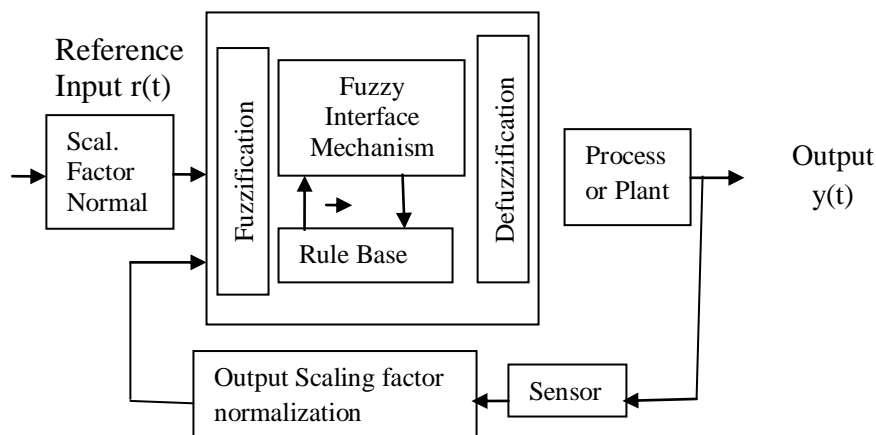 Reference
Input r(t)
Scal.
Factor
Normal
Fuzzification
Fuzzy
Interface
Mechanism
Rule Base
Defuzzification
Process
or Plant
Output
y(t)
Output Scaling factor
normalization
Sensor